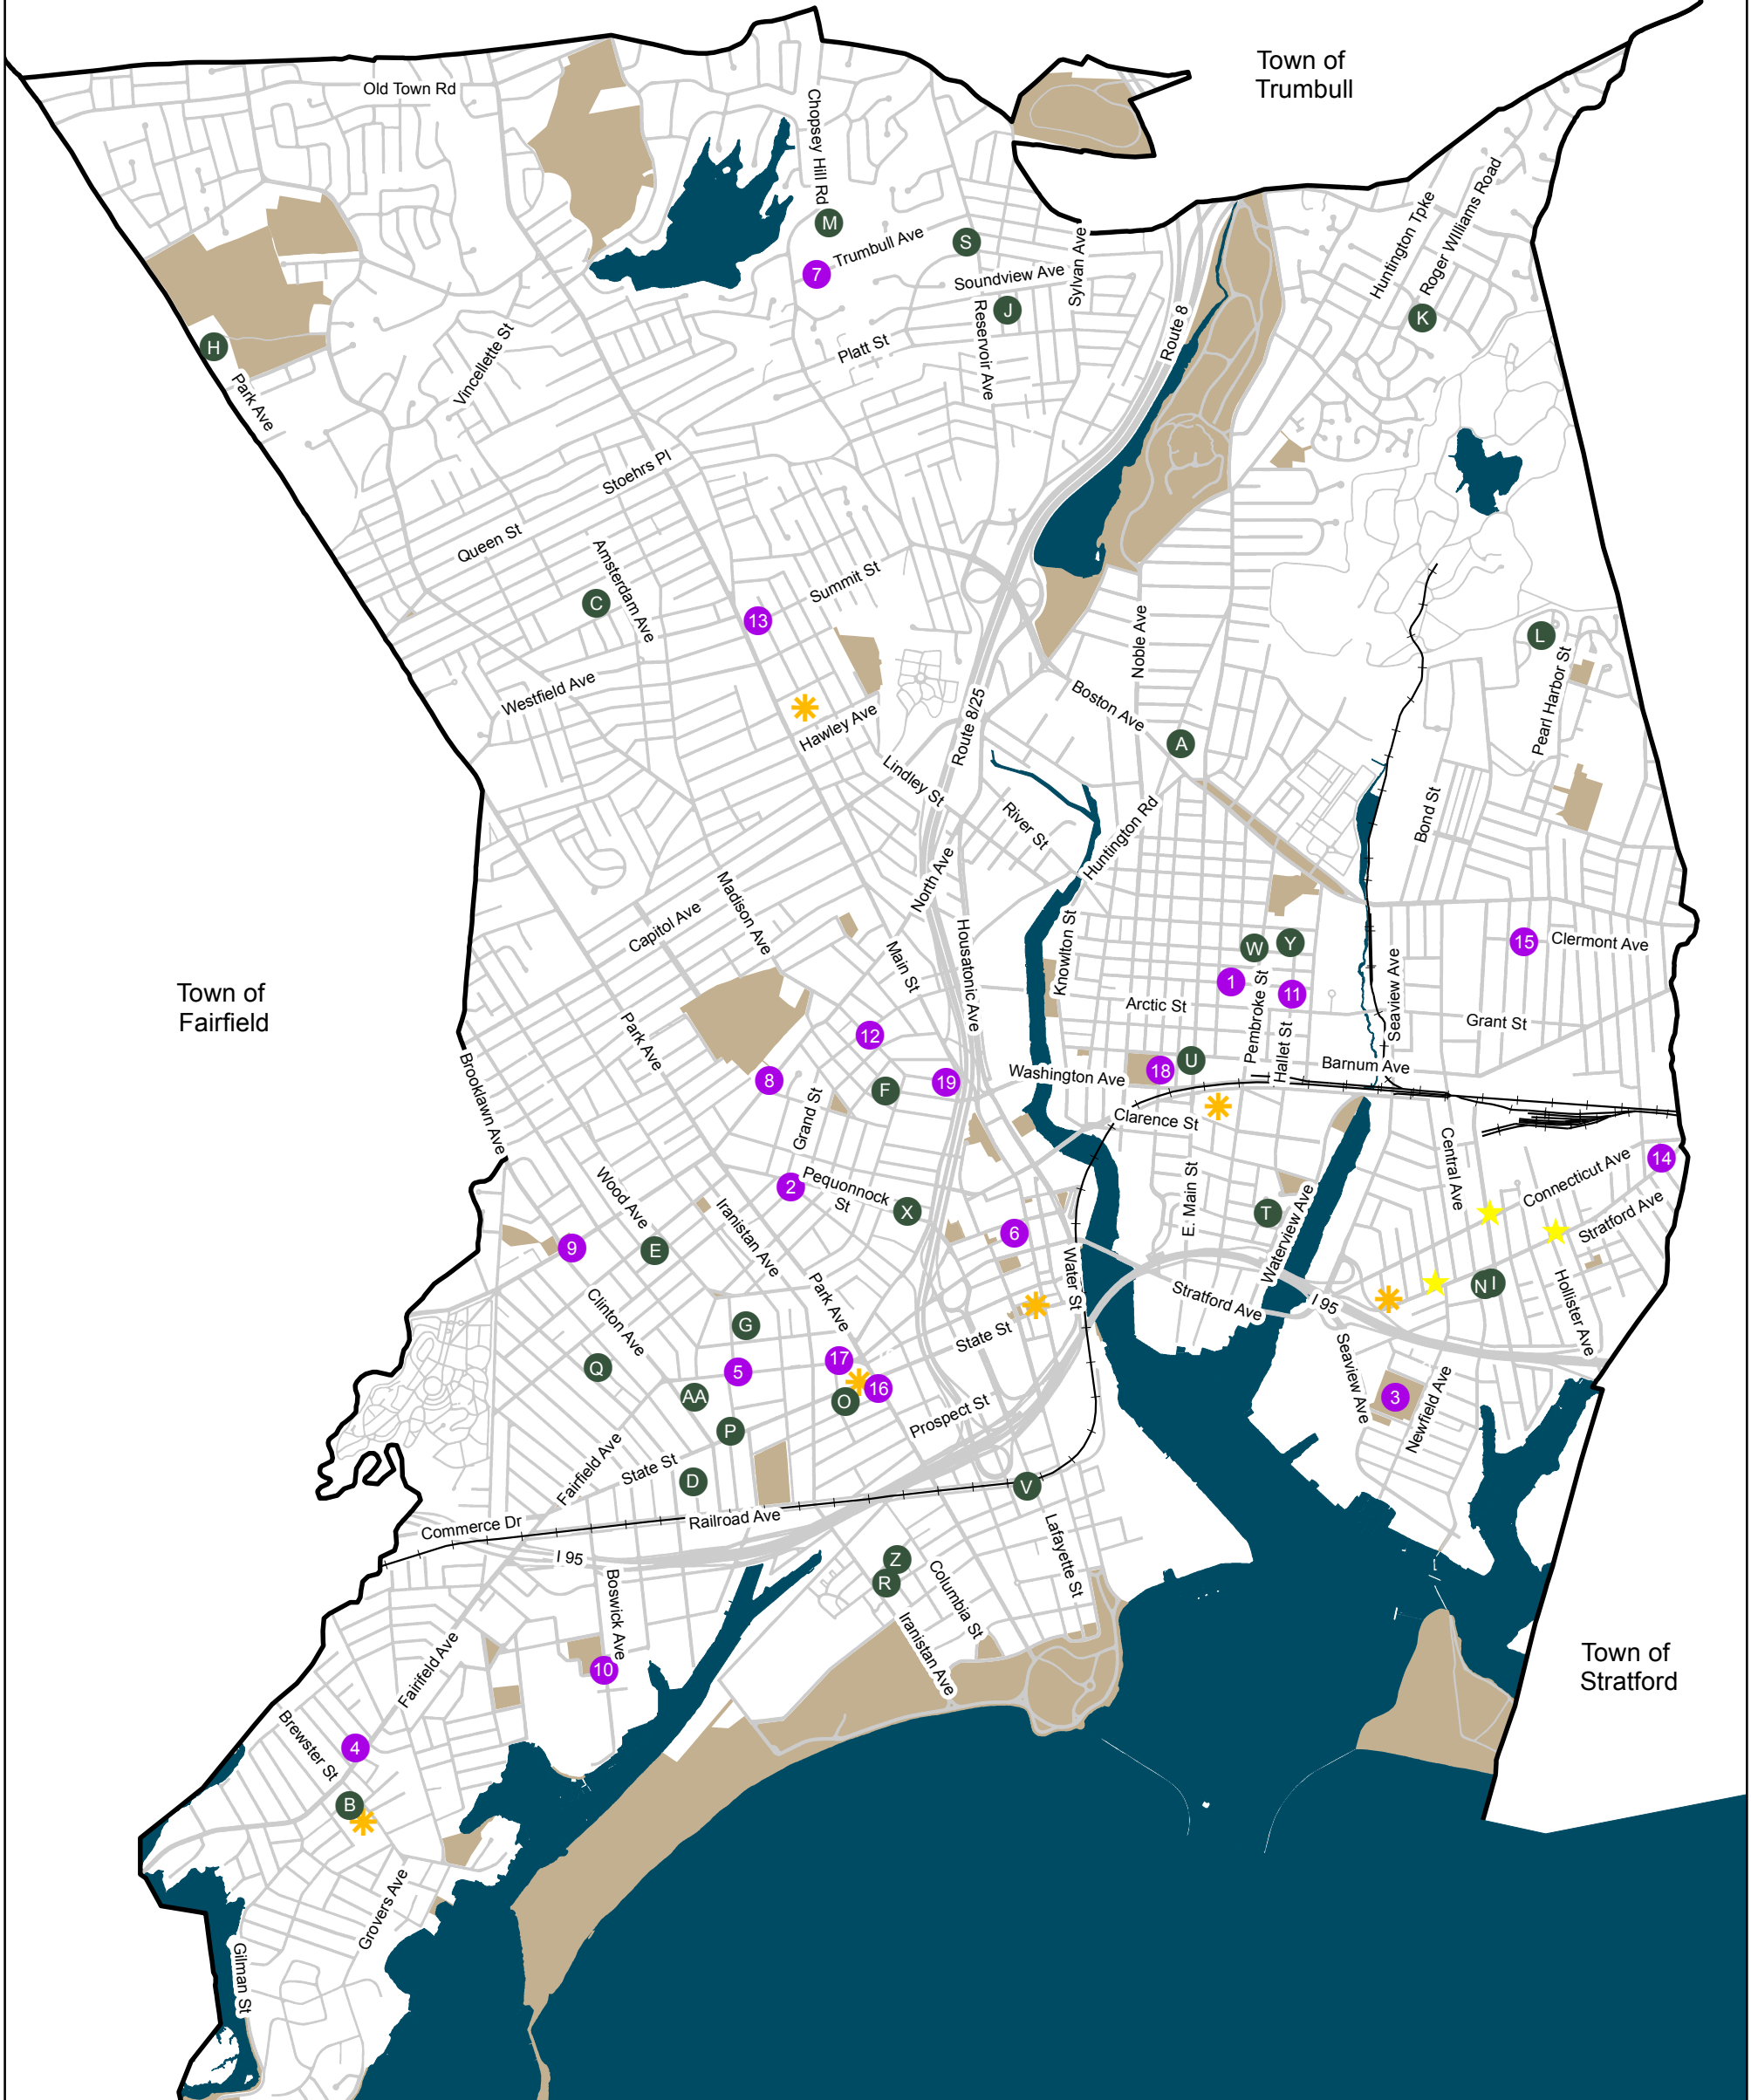 Town of
Trumbull
Old Town Rd
Chopsey Hill Rd
M
Trumbull Ave
S
7
Soundview Ave
Sylvan Ave
J
Reservoir Ave
Route 8
Huntington Tpke
Roger WIlliams Road
K
H
Park Ave
Vincellette St
Platt St
Stoehrs Pl
Queen St
Amsterdam Ave
C
Summit St
13
Noble Ave
L
Pearl Harbor St
Westfield Ave
Hawley Ave
Route 8/25
Boston Ave
A
Lindley St
River St
Huntington Rd
Bond St
Madison Ave
North Ave
Capitol Ave
Main St
Housatonic Ave
Knowlton St
W
Y
15
Clermont Ave
Town of
Fairfield
1
11
Pembroke St
Seaview Ave
Arctic St
Grant St
Park Ave
12
Hallet St
Brooklawn Ave
8
F
19
Washington Ave
18
U
Barnum Ave
Grand St
Clarence St
Central Ave
14
Connecticut Ave
Wood Ave
2
Pequonnock
St
X
E. Main St
T
Waterview Ave
Stratford Ave
Iranistan Ave
6
9
E
Water St
Clinton Ave
Park Ave
Stratford Ave
I 95
N
I
Hollister Ave
G
State St
Seaview Ave
Q
5
17
16
AA
O
3
Newfield Ave
P
Prospect St
Fairfield Ave
State St
D
V
Commerce Dr
Railroad Ave
I 95
Lafayette St
Z
R
Columbia St
Boswick Ave
Iranistan Ave
Fairifeld Ave
10
Town of
Stratford
Brewster St
4
B
Grovers Ave
Gilman St